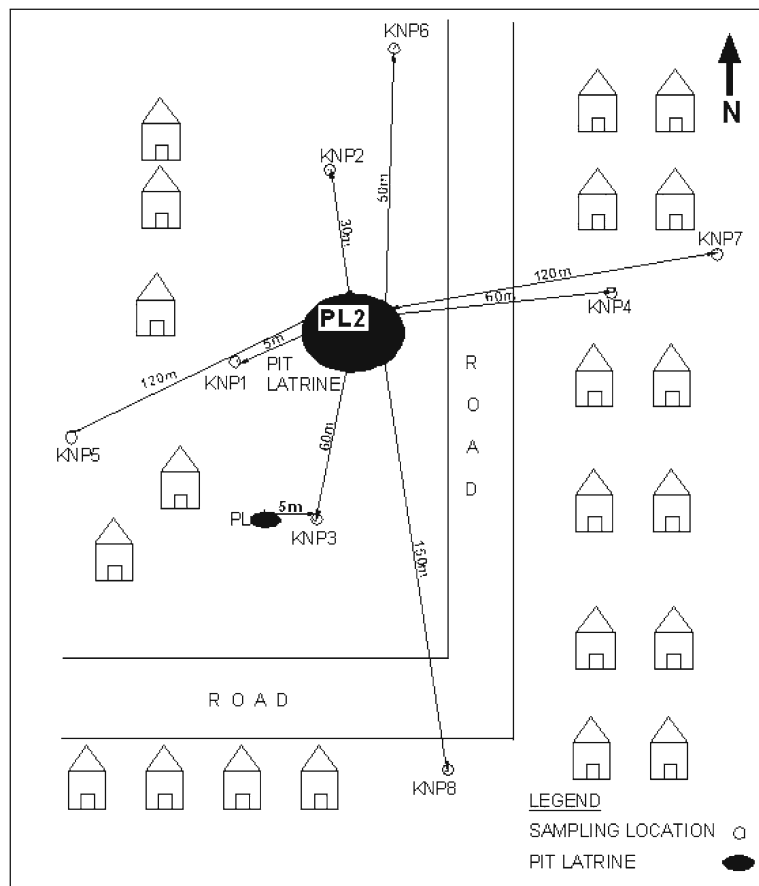 KNP6
N
KNP2
50m
30m
KNP7
120m
60m
KNP4
PL2
5m
PIT
LATRINE
KNP1
120m
KNP5
60m
ROAD
5m
PL
KNP3
150m
ROAD
KNP8
LEGEND
SAMPLING LOCATION
PIT LATRINE